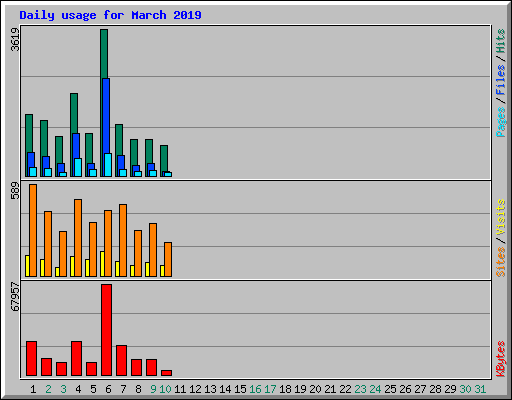 Daily usage for March 2019
3619
Pages/Files/Hits
589
Sites/Visits
67957
KBytes
1 2 3 4 5 6 7 8 9 10 11 12 13 14 15 16 17 18 19 20 21 22 23 24 25 26 27 28 29 30 31